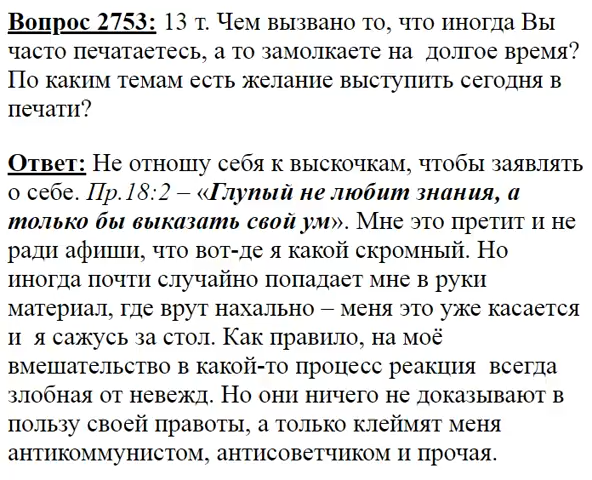 Вопрос 2753: 13 т. Чем вызвано то, что иногда Вы
часто печатаетесь, а то замолкаете на  долгое время?
По каким темам есть желание выступить сегодня в
печати?
Ответ: Не отношу себя к выскочкам, чтобы заявлять
о себе. Пр.18:2 – «Глупый не любит знания, а
только бы выказать свой ум». Мне это претит и не
ради афиши, что вот-де я какой скромный. Но
иногда почти случайно попадает мне в руки
материал, где врут нахально – меня это уже касается
и  я сажусь за стол. Как правило, на моё
вмешательство в какой-то процесс реакция  всегда
злобная от невежд. Но они ничего не доказывают в
пользу своей правоты, а только клеймят меня
антикоммунистом, антисоветчиком и прочая.